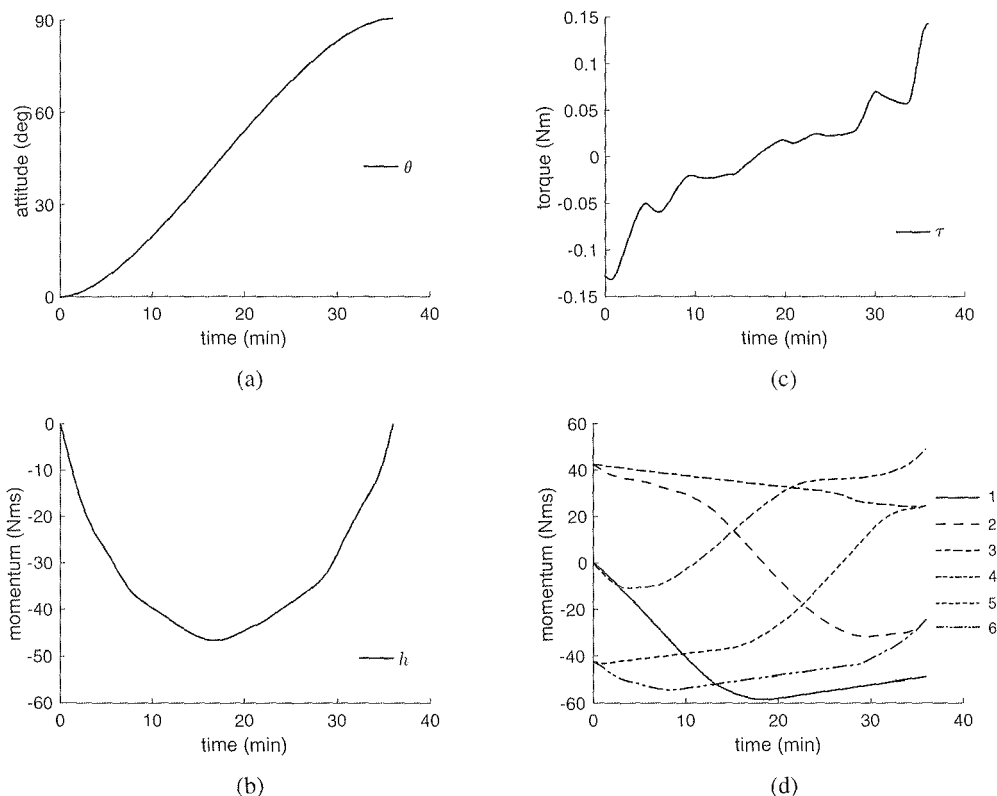 90
60
30
0
attitude (deg)
θ
0 10 20 30 40
time (min)
(a)
0.15
0.1
0.05
0
-0.05
-0.1
-0.15
torque (Nm)
τ
0 10 20 30 40
time (min)
(c)
0
-10
-20
-30
-40
-50
-60
momentum (Nms)
h
0 10 20 30 40
time (min)
(b)
60
40
20
0
-20
-40
-60
momentum (Nms)
1
2
3
4
5
6
0 10 20 30 40
time (min)
(d)